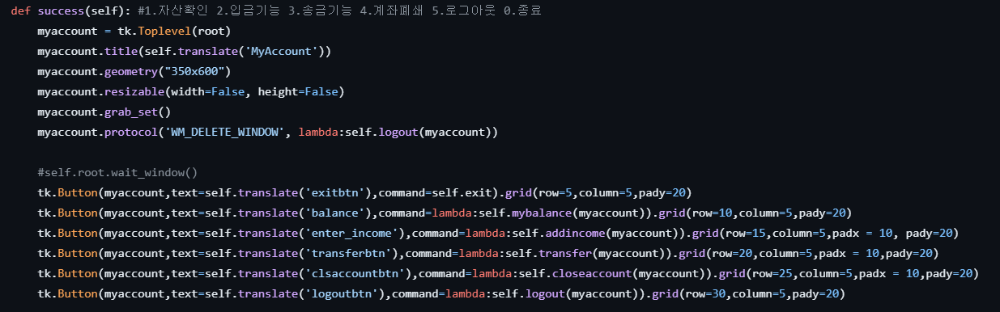 def success(self): #1.자산확인 2.입금기능 3.송금기능 4.계좌폐쇄 5.로그아웃 0.종료
    myaccount = tk.Toplevel(root)
    myaccount.title(self.translate('MyAccount'))
    myaccount.geometry("350x600")
    myaccount.resizable(width=False, height=False)
    myaccount.grab_set()
    myaccount.protocol('WM_DELETE_WINDOW', lambda:self.logout(myaccount))

    #self.root.wait_window()
    tk.Button(myaccount,text=self.translate('exitbtn'),command=self.exit).grid(row=5,column=5,pady=20)
    tk.Button(myaccount,text=self.translate('balance'),command=lambda:self.mybalance(myaccount)).grid(row=10,column=5,pady=20)
    tk.Button(myaccount,text=self.translate('enter_income'),command=lambda:self.addincome(myaccount)).grid(row=15,column=5,padx = 10, pady=20)
    tk.Button(myaccount,text=self.translate('transferbtn'),command=lambda:self.transfer(myaccount)).grid(row=20,column=5,padx = 10,pady=20)
    tk.Button(myaccount,text=self.translate('clsaccountbtn'),command=lambda:self.closeaccount(myaccount)).grid(row=25,column=5,padx = 10,pady=20)
    tk.Button(myaccount,text=self.translate('logoutbtn'),command=lambda:self.logout(myaccount)).grid(row=30,column=5,pady=20)